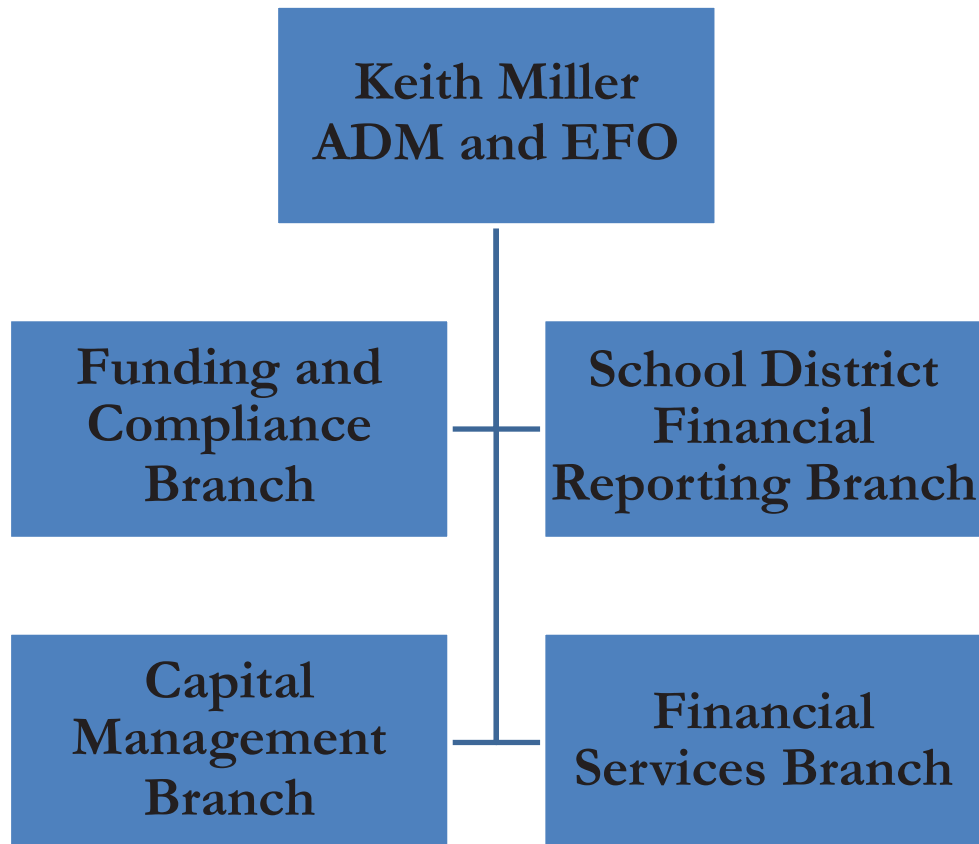 Keith Miller
ADM and EFO
Funding and
Compliance
Branch
School District
Financial
Reporting Branch
Capital
Management
Branch
Financial
Services Branch